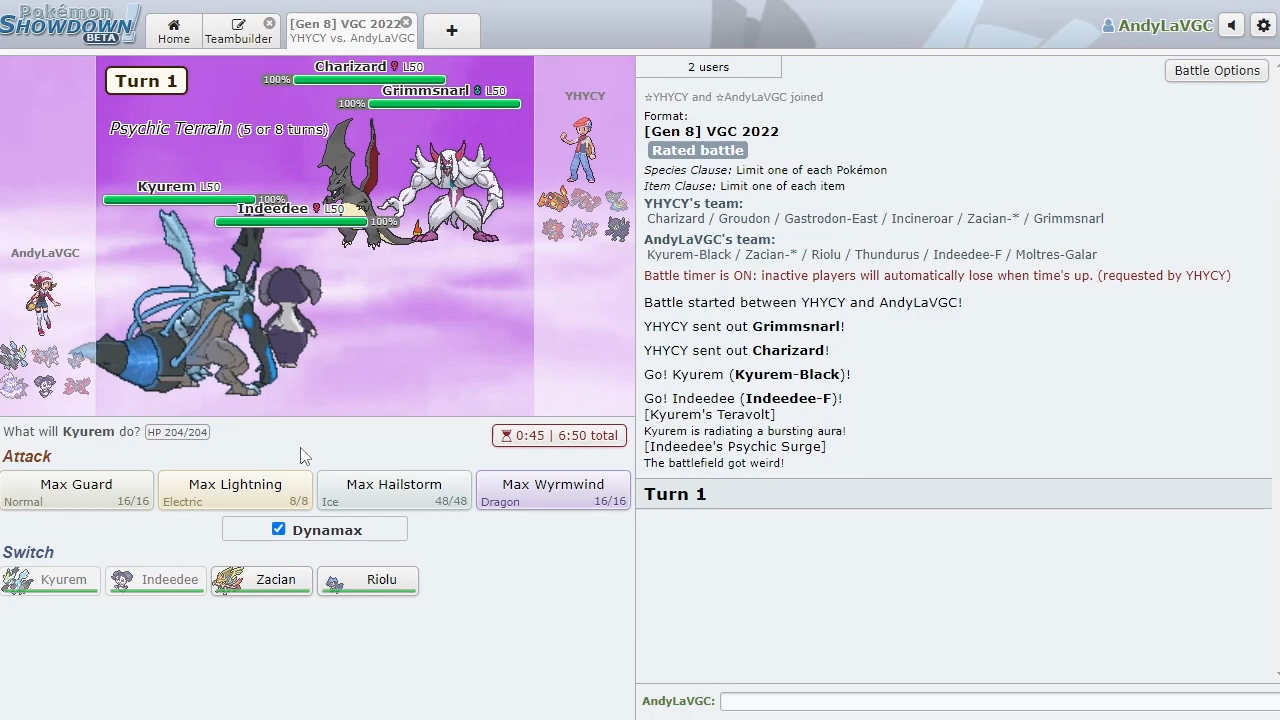 Pokémon
SHOWDOWN!
BETA
Home
Teambuilder
[Gen 8] VGC 2022
YHYCY vs. AndyLaVGC
+
AndyLaVGC
Turn 1
Charizard L50
100%
Grimmsnarl L50
100%
Psychic Terrain (5 or 8 turns)
Kyurem L50
100%
Indeedee L50
100%
YHYCY
AndyLaVGC
What will Kyurem do? HP 204/204
0:45 | 6:50 total
Attack
Max Guard
Normal 16/16
Max Lightning
Electric 8/8
Max Hailstorm
Ice 48/48
Max Wyrmwind
Dragon 16/16
Dynamax
Switch
Kyurem
Indeedee
Zacian
Riolu
2 users
Battle Options
☆YHYCY and ☆AndyLaVGC joined
Format:
[Gen 8] VGC 2022
Rated battle
Species Clause: Limit one of each Pokémon
Item Clause: Limit one of each item
YHYCY's team:
Charizard / Groudon / Gastrodon-East / Incineroar / Zacian-* / Grimmsnarl
AndyLaVGC's team:
Kyurem-Black / Zacian-* / Riolu / Thundurus / Indeedee-F / Moltres-Galar
Battle timer is ON: inactive players will automatically lose when time's up. (requested by YHYCY)
Battle started between YHYCY and AndyLaVGC!
YHYCY sent out Grimmsnarl!
YHYCY sent out Charizard!
Go! Kyurem (Kyurem-Black)!
Go! Indeedee (Indeedee-F)!
[Kyurem's Teravolt]
Kyurem is radiating a bursting aura!
[Indeedee's Psychic Surge]
The battlefield got weird!
Turn 1
AndyLaVGC: